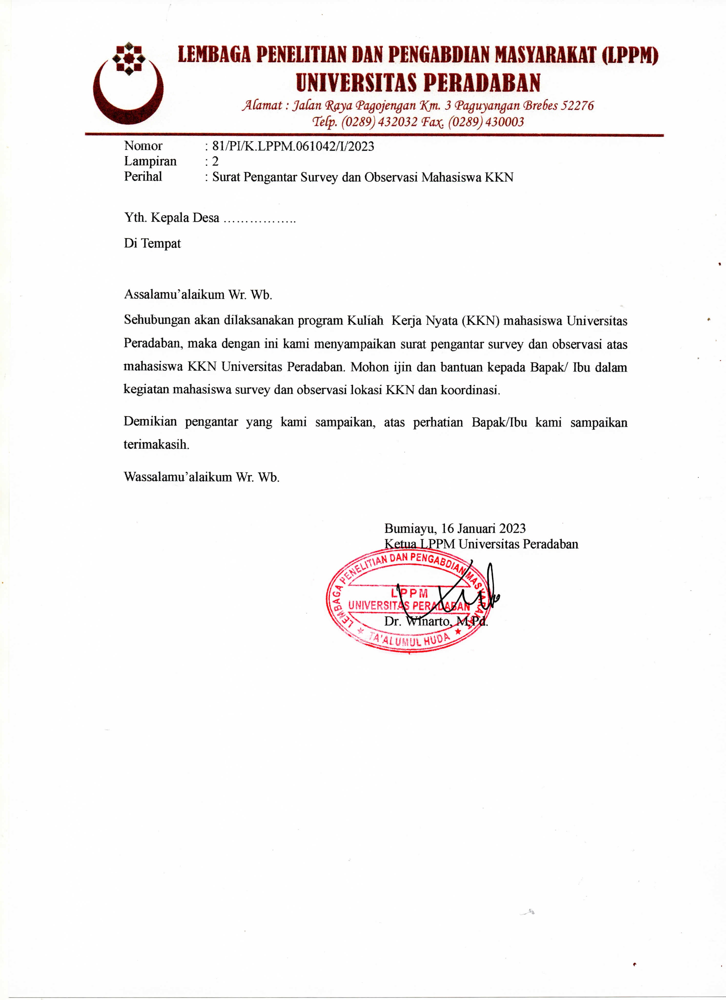 LEMBAGA PENELITIAN DAN PENGABDIAN MASYARAKAT (LPPM)
UNIVERSITAS PERADABAN
Alamat : Jalan Raya Pagojengan Km. 3 Paguyangan Brebes 52276
Telp. (0289) 432032 Fax. (0289) 430003
Nomor : 81/PI/K.LPPM.061042/I/2023
Lampiran : 2
Perihal : Surat Pengantar Survey dan Observasi Mahasiswa KKN
Yth. Kepala Desa .................
Di Tempat
Assalamu’alaikum Wr. Wb.
Sehubungan akan dilaksanakan program Kuliah Kerja Nyata (KKN) mahasiswa Universitas
Peradaban, maka dengan ini kami menyampaikan surat pengantar survey dan observasi atas
mahasiswa KKN Universitas Peradaban. Mohon ijin dan bantuan kepada Bapak/ Ibu dalam
kegiatan mahasiswa survey dan observasi lokasi KKN dan koordinasi.
Demikian pengantar yang kami sampaikan, atas perhatian Bapak/Ibu kami sampaikan
terimakasih.
Wassalamu’alaikum Wr. Wb.
Bumiayu, 16 Januari 2023
Ketua LPPM Universitas Peradaban
LEMBAGA PENELITIAN DAN PENGABDIAN MASYARAKAT
LPPM
UNIVERSITAS PERADABAN
Dr. Winarto, M.Pd.
TA'ALUMUL HUDA